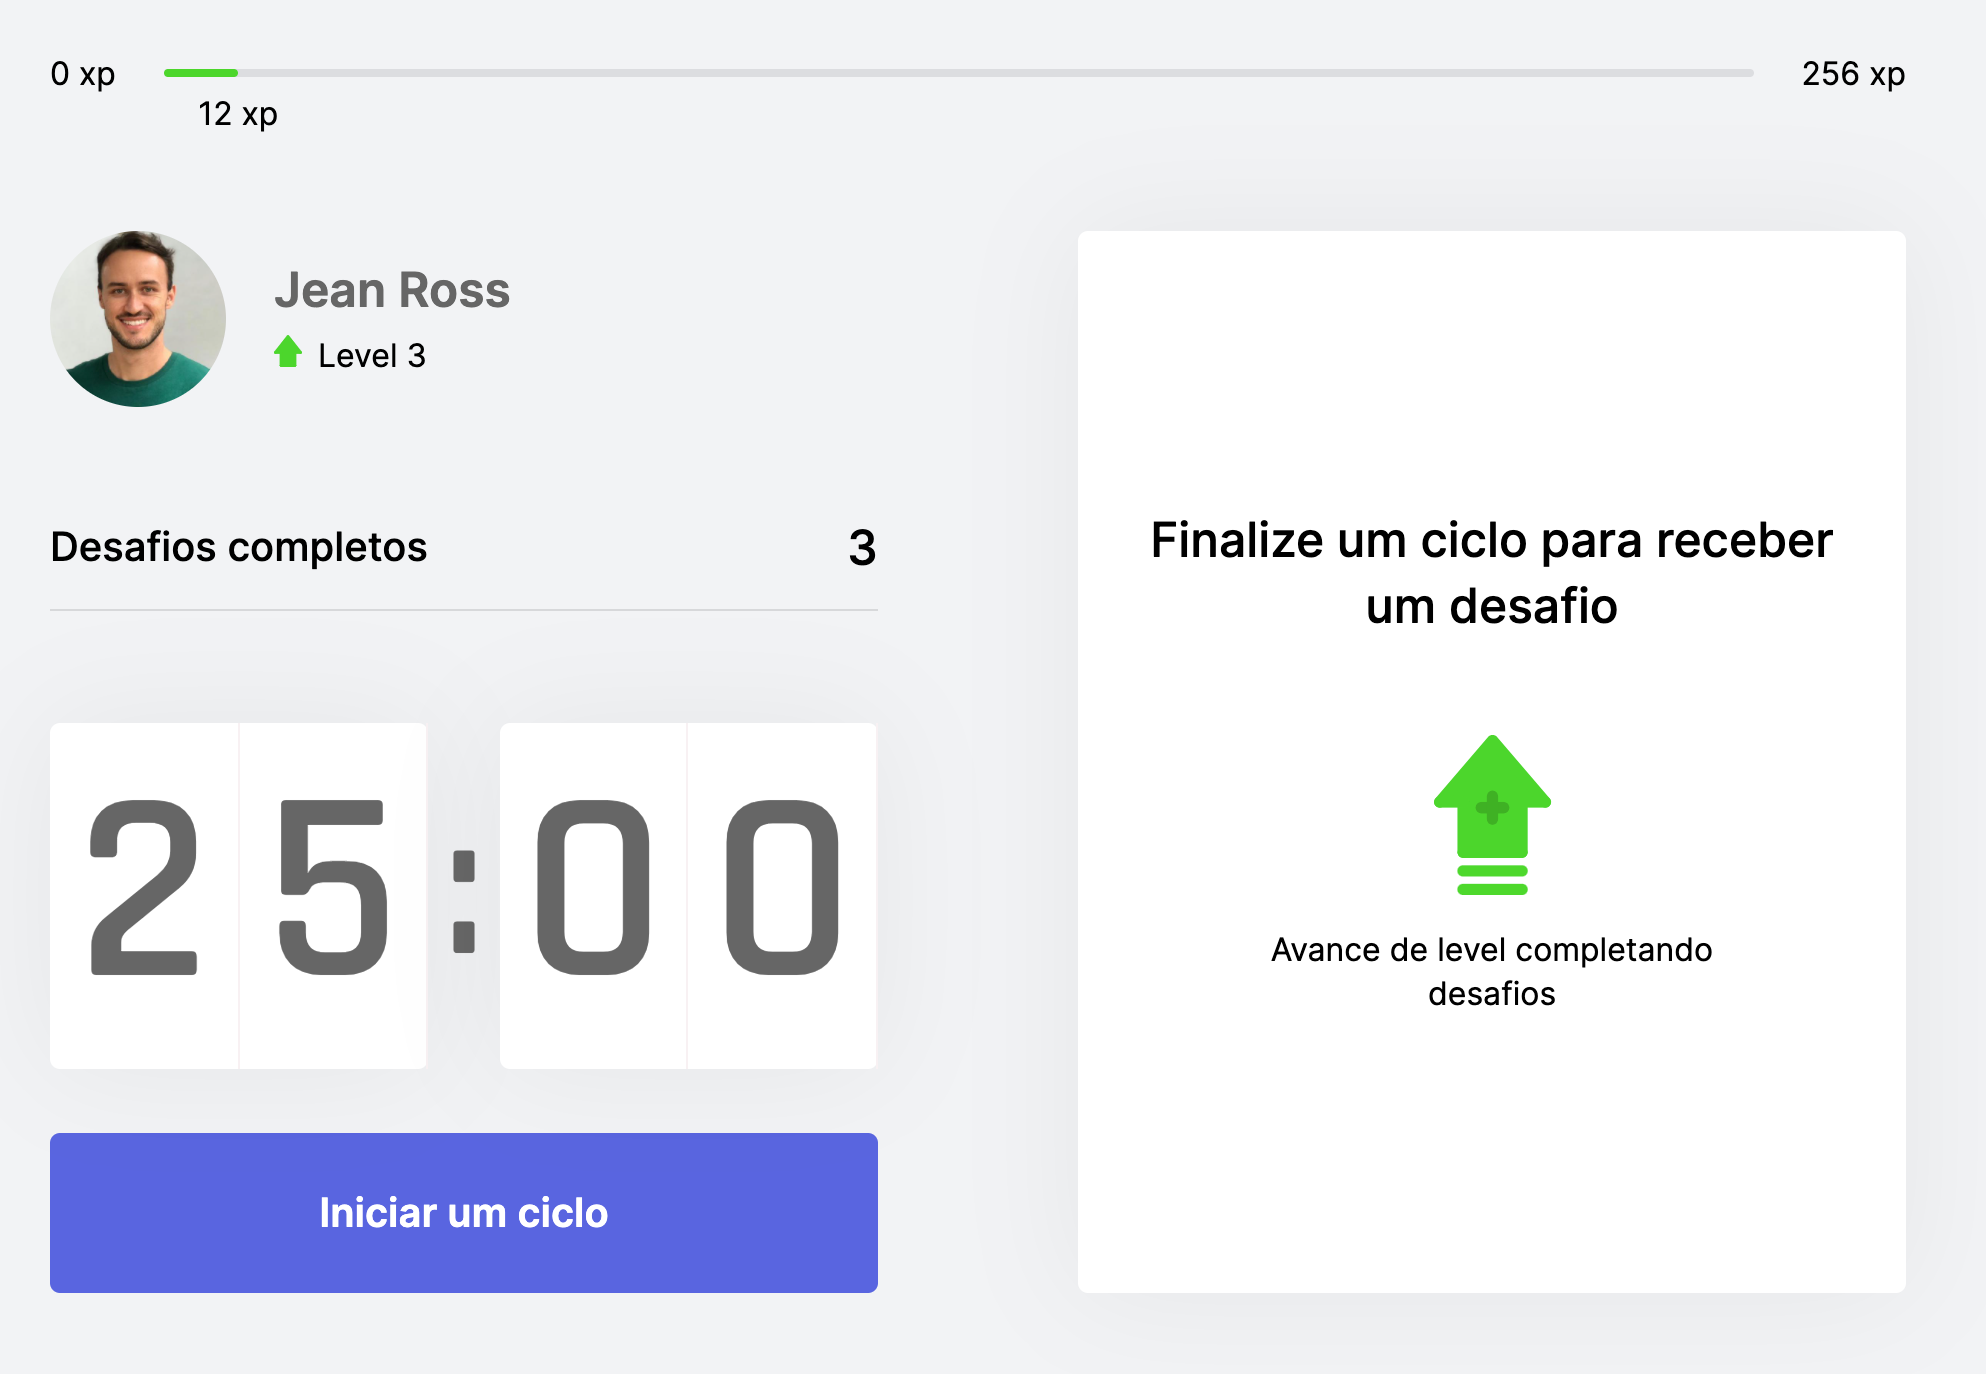 0 xp
256 xp
12 xp
Jean Ross
Level 3
Desafios completos
3
25:00
Iniciar um ciclo
Finalize um ciclo para receber
um desafio
Avance de level completando
desafios